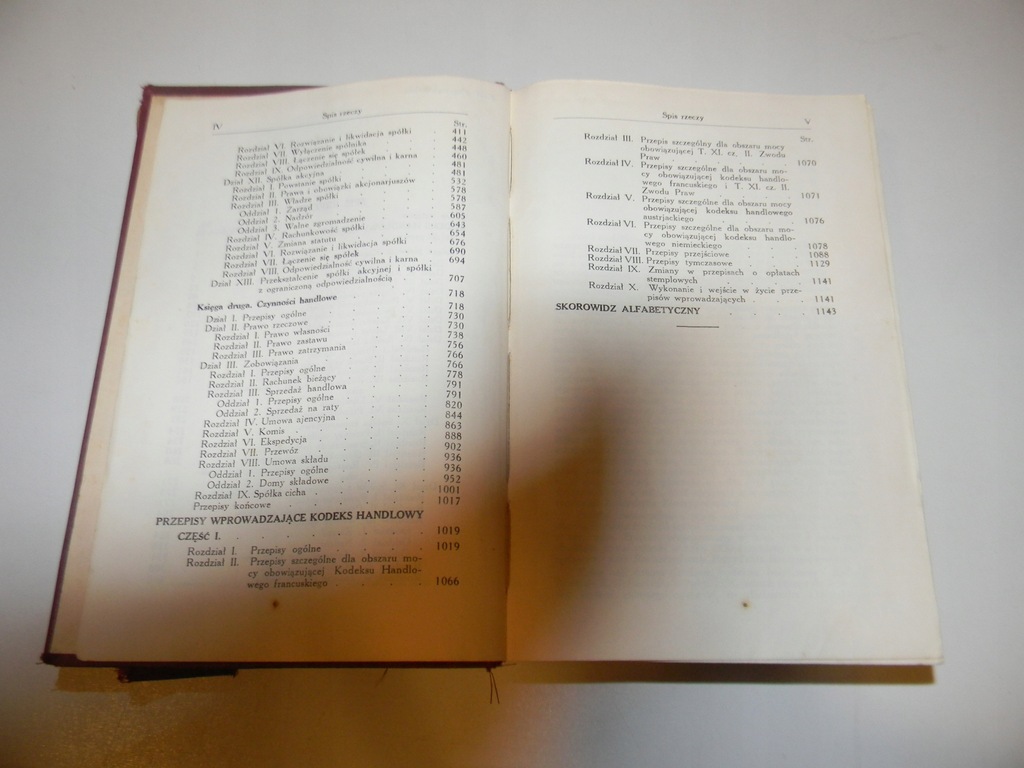 IV
Spis rzeczy
Str.
Rozdział VI. Rozwiązanie i likwidacja spółki . 411
Rozdział VII. Wyłączenie spólnika . . . 442
Rozdział VIII. Łączenie się spółek . . . 448
Rozdział IX. Odpowiedzialność cywilna i karna . 460
Dział XII. Spółka akcyjna . . . 481
Rozdział I. Powstanie spółki . . . 481
Rozdział II. Prawa i obowiązki akcjonarjuszów . 532
Rozdział III. Władze spółki . . . 578
Oddział 1. Zarząd . . . 578
Oddział 2. Nadzór . . . 587
Oddział 3. Walne zgromadzenie . . . 605
Rozdział IV. Rachunkowość spółki . . . 643
Rozdział V. Zmiana statutu . . . 654
Rozdział VI. Rozwiązanie i likwidacja spółki . 676
Rozdział VII. Łączenie się spółek . . . 690
Rozdział VIII. Odpowiedzialność cywilna i karna . 694
Dział XIII. Przekształcenie spółki akcyjnej i spółki
z ograniczoną odpowiedzialnością . . . 707
Księga druga. Czynności handlowe . . . 718
Dział I. Przepisy ogólne . . . 718
Dział II. Prawo rzeczowe . . . 730
Rozdział I. Prawo własności . . . 730
Rozdział II. Prawo zastawu . . . 738
Rozdział III. Prawo zatrzymania . . . 756
Dział III. Zobowiązania . . . 766
Rozdział I. Przepisy ogólne . . . 766
Rozdział II. Rachunek bieżący . . . 778
Rozdział III. Sprzedaż handlowa . . . 791
Oddział 1. Przepisy ogólne . . . 791
Oddział 2. Sprzedaż na raty . . . 820
Rozdział IV. Umowa ajencyjna . . . 844
Rozdział V. Komis . . . 863
Rozdział VI. Ekspedycja . . . 888
Rozdział VII. Przewóz . . . 902
Rozdział VIII. Umowa składu . . . 936
Oddział 1. Przepisy ogólne . . . 936
Oddział 2. Domy składowe . . . 952
Rozdział IX. Spółka cicha . . . 1001
Przepisy końcowe . . . 1017
PRZEPISY WPROWADZAJĄCE KODEKS HANDLOWY
CZĘŚĆ I. . . . 1019
Rozdział I. Przepisy ogólne . . . 1019
Rozdział II. Przepisy szczególne dla obszaru mo-
cy obowiązującej Kodeksu Handlo-
wego francuskiego . . . 1066
Spis rzeczy
V
Str.
Rozdział III. Przepis szczególny dla obszaru mocy
obowiązującej T. XI. cz. II. Zwodu
Praw . . . 1070
Rozdział IV. Przepisy szczególne dla obszaru mo-
cy obowiązującej kodeksu handlo-
wego francuskiego i T. XI. cz. II.
Zwodu Praw . . . 1071
Rozdział V. Przepisy szczególne dla obszaru mocy
obowiązującej kodeksu handlowego
austrjackiego . . . 1076
Rozdział VI. Przepisy szczególne dla obszaru mo-
cy obowiązującej kodeksu handlo-
wego niemieckiego . . . 1078
Rozdział VII. Przepisy przejściowe . . . 1088
Rozdział VIII. Przepisy tymczasowe . . . 1129
Rozdział IX. Zmiany w przepisach o opłatach
stemplowych . . . 1141
Rozdział X. Wykonanie i wejście w życie prze-
pisów wprowadzających . . . 1141
SKOROWIDZ ALFABETYCZNY . . . 1143